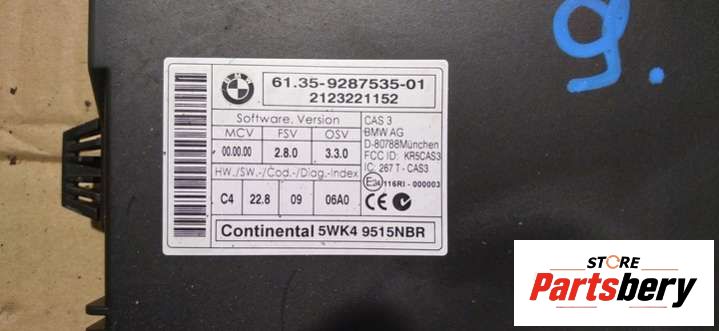 BMW
61.35-9287535-01
2123221152
Software. Version
MCV FSV OSV
00.00.00 2.8.0 3.3.0
HW./SW.-/Cod.-/Diag.-Index
C4 22.8 09 06A0
CAS 3
BMW AG
D-80788München
FCC ID: KR5CAS3
IC: 267 T - CAS3
E24 116RI - 000003
CE
Continental 5WK4 9515NBR
STORE
Partsbery